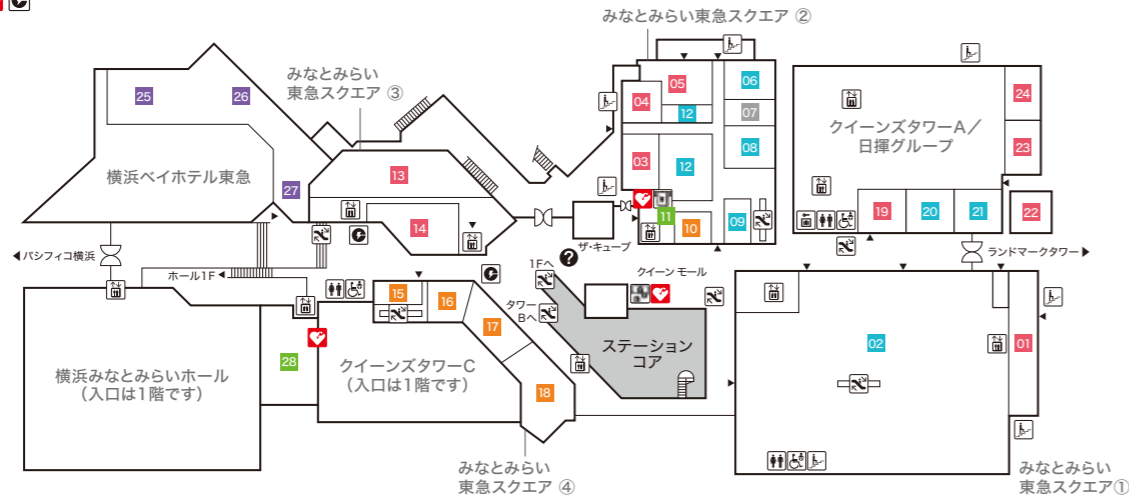 みなとみらい東急スクエア ②
みなとみらい
東急スクエア ③
25
26
横浜ベイホテル東急
27
13
14
04
05
12
06
07
08
03
12
11
10
09
ザ・キューブ
クイーンズタワーA／
日揮グループ
24
23
19
20
21
22
◀パシフィコ横浜
ホール1F◀
ランドマークタワー▶
?
1Fへ
タワー
Bへ
クイーン モール
ステーション
コア
15
16
17
18
28
クイーンズタワーC
（入口は1階です）
横浜みなとみらいホール
（入口は1階です）
02
01
みなとみらい
東急スクエア ④
みなとみらい
東急スクエア①